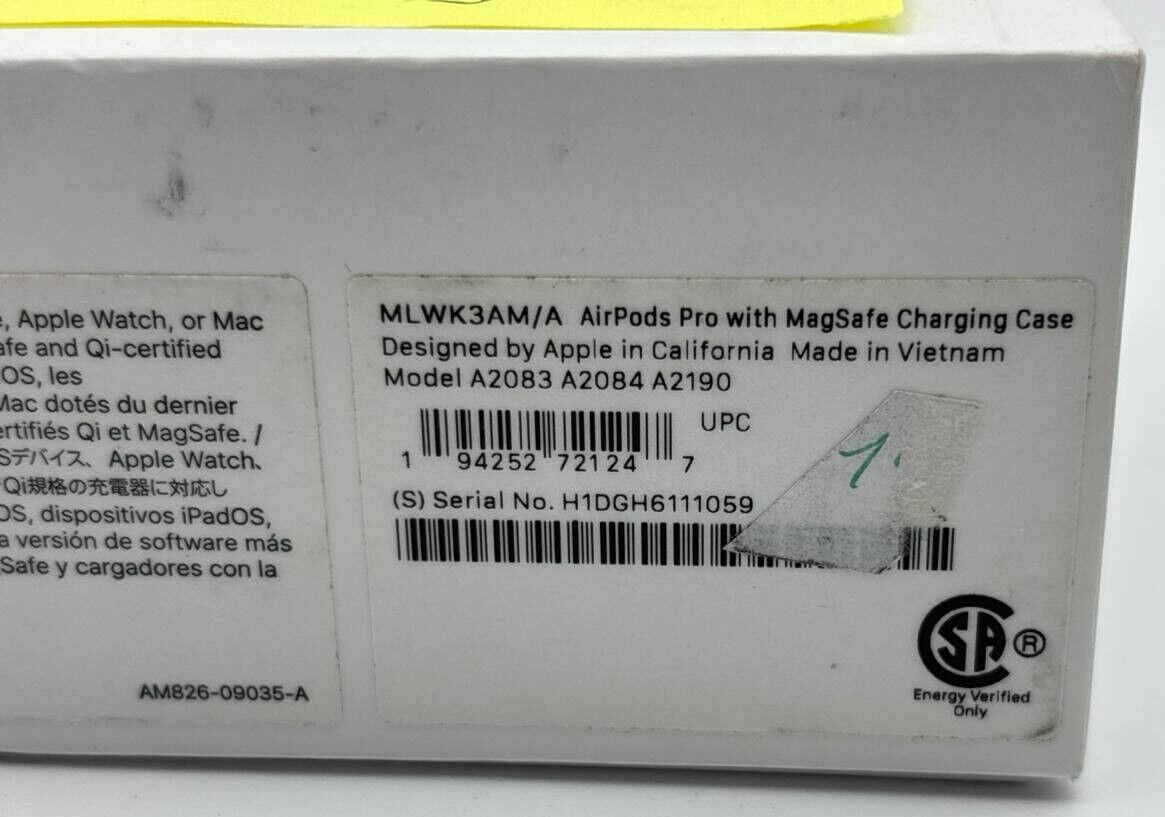 , Apple Watch, or Mac
afe and Qi-certified
OS, les
Mac dotés du dernier
ertifiés Qi et MagSafe. /
Sデバイス、Apple Watch、
Qi規格の充電器に対応し
OS, dispositivos iPadOS,
a versión de software más
Safe y cargadores con la
AM826-09035-A
MLWK3AM/A AirPods Pro with MagSafe Charging Case
Designed by Apple in California Made in Vietnam
Model A2083 A2084 A2190
UPC
1 94252 72124 7
(S) Serial No. H1DGH6111059
SA ®
Energy Verified
Only